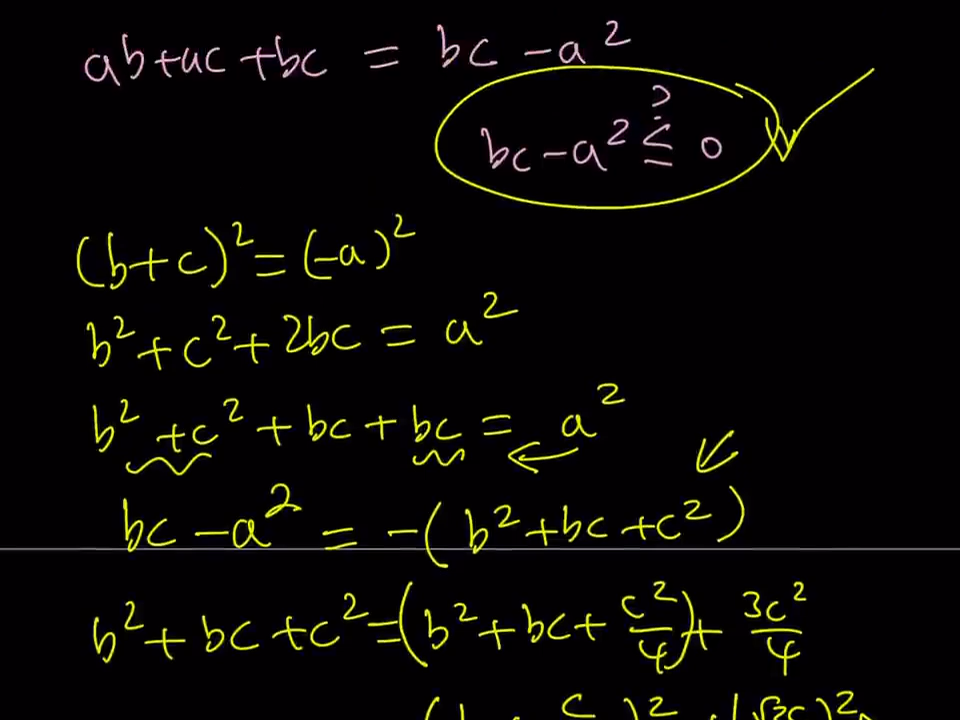 ab+ac+bc = bc-a²
bc-a² ≤ 0
?
(b+c)² = (-a)²
b²+c²+2bc = a²
b²+c²+bc+bc = a²
bc-a² = -(b²+bc+c²)
b²+bc+c² = (b²+bc+c²/4)+3c²/4